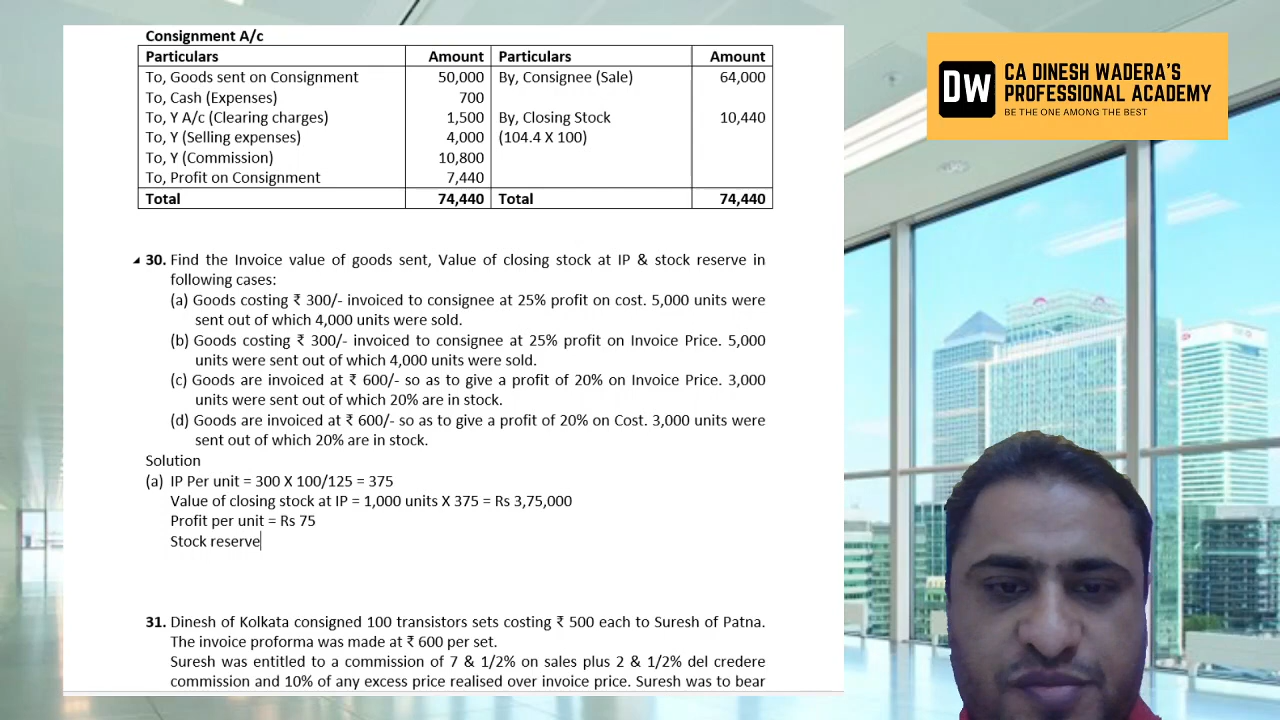 Consignment A/c
Particulars Amount Particulars Amount
To, Goods sent on Consignment 50,000 By, Consignee (Sale) 64,000
To, Cash (Expenses) 700
To, Y A/c (Clearing charges) 1,500 By, Closing Stock 10,440
To, Y (Selling expenses) 4,000 (104.4 X 100)
To, Y (Commission) 10,800
To, Profit on Consignment 7,440
Total 74,440 Total 74,440
30. Find the Invoice value of goods sent, Value of closing stock at IP & stock reserve in
following cases:
(a) Goods costing ₹ 300/- invoiced to consignee at 25% profit on cost. 5,000 units were
sent out of which 4,000 units were sold.
(b) Goods costing ₹ 300/- invoiced to consignee at 25% profit on Invoice Price. 5,000
units were sent out of which 4,000 units were sold.
(c) Goods are invoiced at ₹ 600/- so as to give a profit of 20% on Invoice Price. 3,000
units were sent out of which 20% are in stock.
(d) Goods are invoiced at ₹ 600/- so as to give a profit of 20% on Cost. 3,000 units were
sent out of which 20% are in stock.
Solution
(a) IP Per unit = 300 X 100/125 = 375
Value of closing stock at IP = 1,000 units X 375 = Rs 3,75,000
Profit per unit = Rs 75
Stock reserve
31. Dinesh of Kolkata consigned 100 transistors sets costing ₹ 500 each to Suresh of Patna.
The invoice proforma was made at ₹ 600 per set.
Suresh was entitled to a commission of 7 & 1/2% on sales plus 2 & 1/2% del credere
commission and 10% of any excess price realised over invoice price. Suresh was to bear
DW
CA DINESH WADERA'S
PROFESSIONAL ACADEMY
BE THE ONE AMONG THE BEST